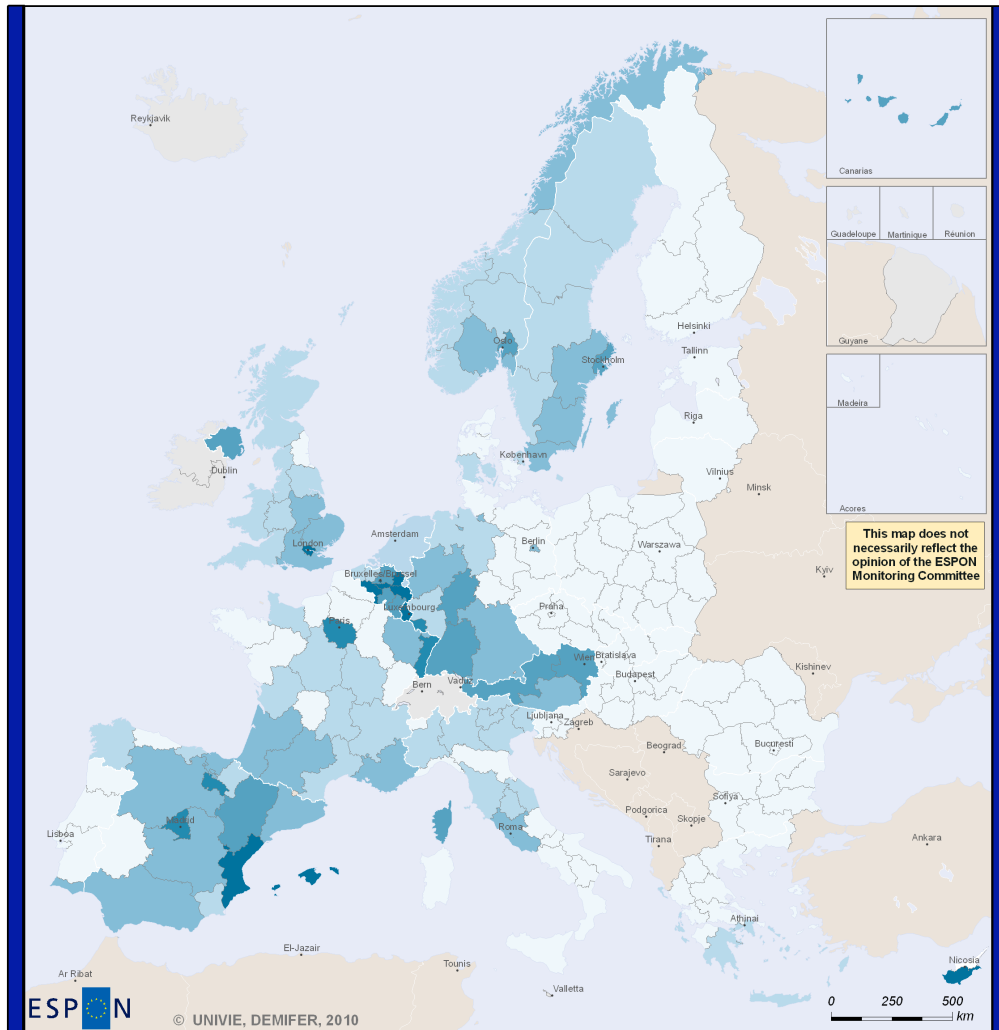 Canarias
Reykjavik
Guadeloupe
Martinique
Réunion
Guyane
Helsinki
Oslo
Tallinn
Stockholm
Madeira
Riga
København
Dublin
Vilnius
Minsk
Acores
This map does not
necessarily reflect the
opinion of the ESPON
Monitoring Committee
Amsterdam
London
Berlin
Warszawa
Kyiv
Bruxelles/Brussel
Luxembourg
Praha
Paris
Wien
Bratislava
Kishinev
Bern
Vaduz
Budapest
Ljubljana
Zagreb
Beograd
Bucuresti
Sarajevo
Sofiya
Podgorica
Skopje
Madrid
Roma
Tirana
Ankara
Lisboa
Athinai
El-Jazair
Tounis
Nicosia
Ar Ribat
Valletta
0 250 500
km
ESPON
© UNIVIE, DEMIFER, 2010